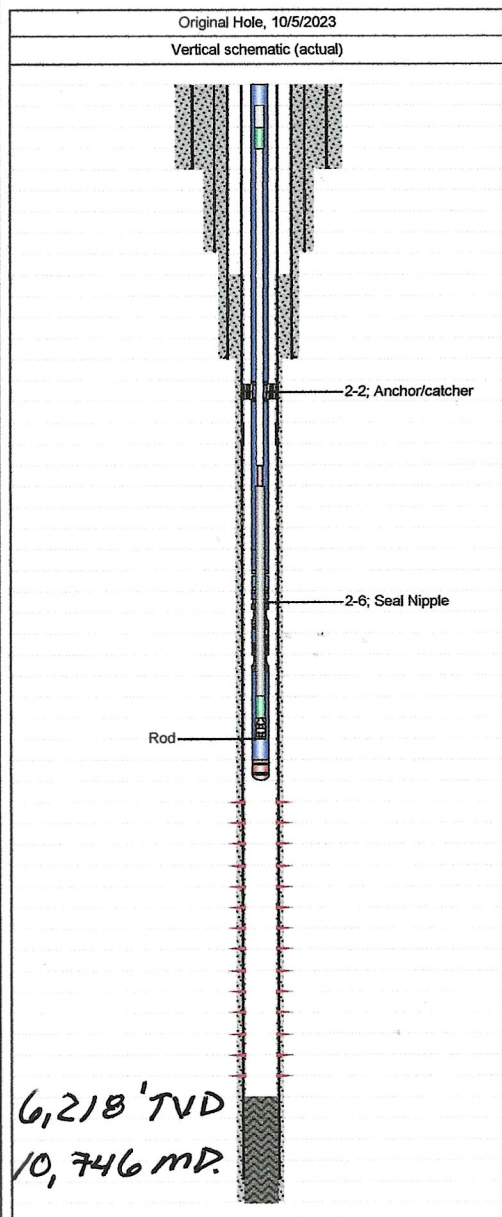 Original Hole, 10/5/2023
Vertical schematic (actual)
2-2; Anchor/catcher
2-6; Seal Nipple
Rod
6,218'TVD
10,746 MD.